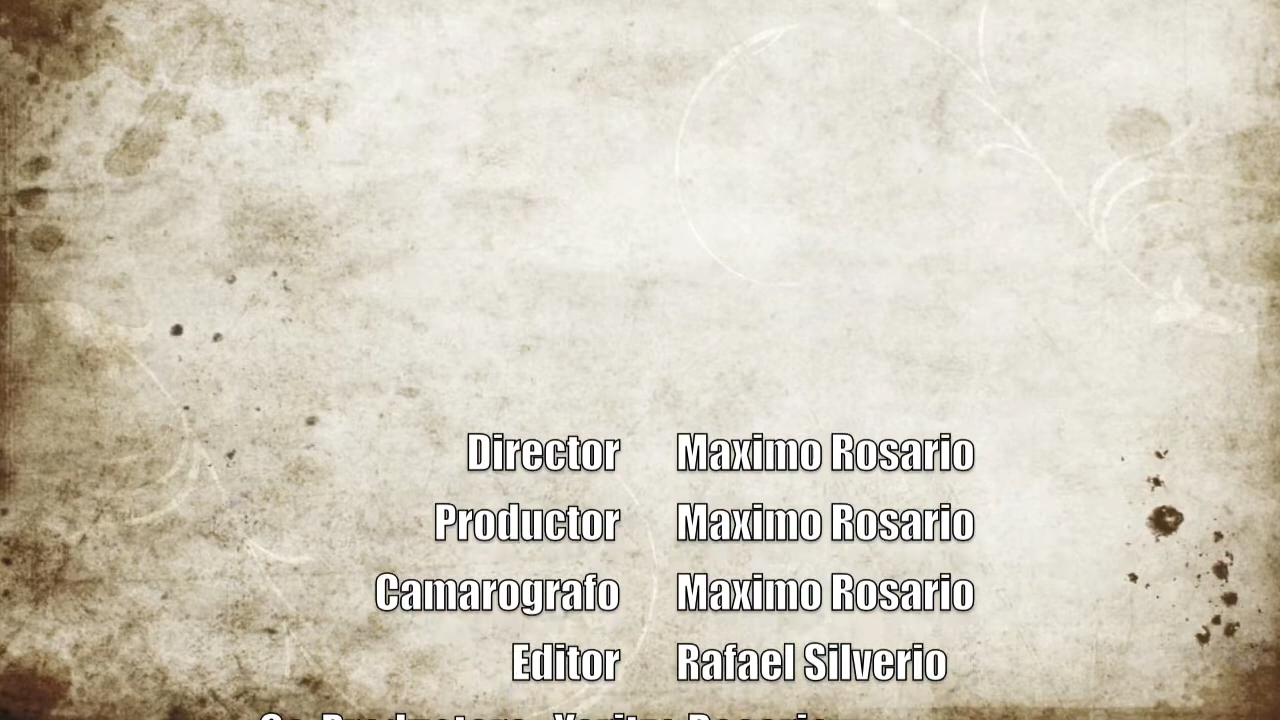 Director Maximo Rosario
Productor Maximo Rosario
Camarografo Maximo Rosario
Editor Rafael Silverio